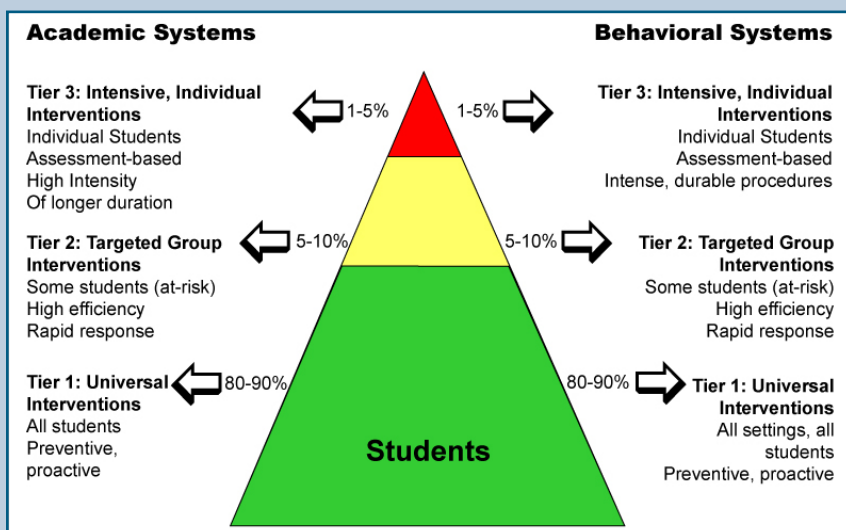 Academic Systems
Behavioral Systems
Tier 3: Intensive, Individual
Interventions
Individual Students
Assessment-based
High Intensity
Of longer duration
1-5%
1-5%
Tier 3: Intensive, Individual
Interventions
Individual Students
Assessment-based
Intense, durable procedures
Tier 2: Targeted Group
Interventions
Some students (at-risk)
High efficiency
Rapid response
5-10%
5-10%
Tier 2: Targeted Group
Interventions
Some students (at-risk)
High efficiency
Rapid response
Tier 1: Universal
Interventions
All students
Preventive,
proactive
80-90%
80-90%
Tier 1: Universal
Interventions
All settings, all
students
Preventive, proactive
Students